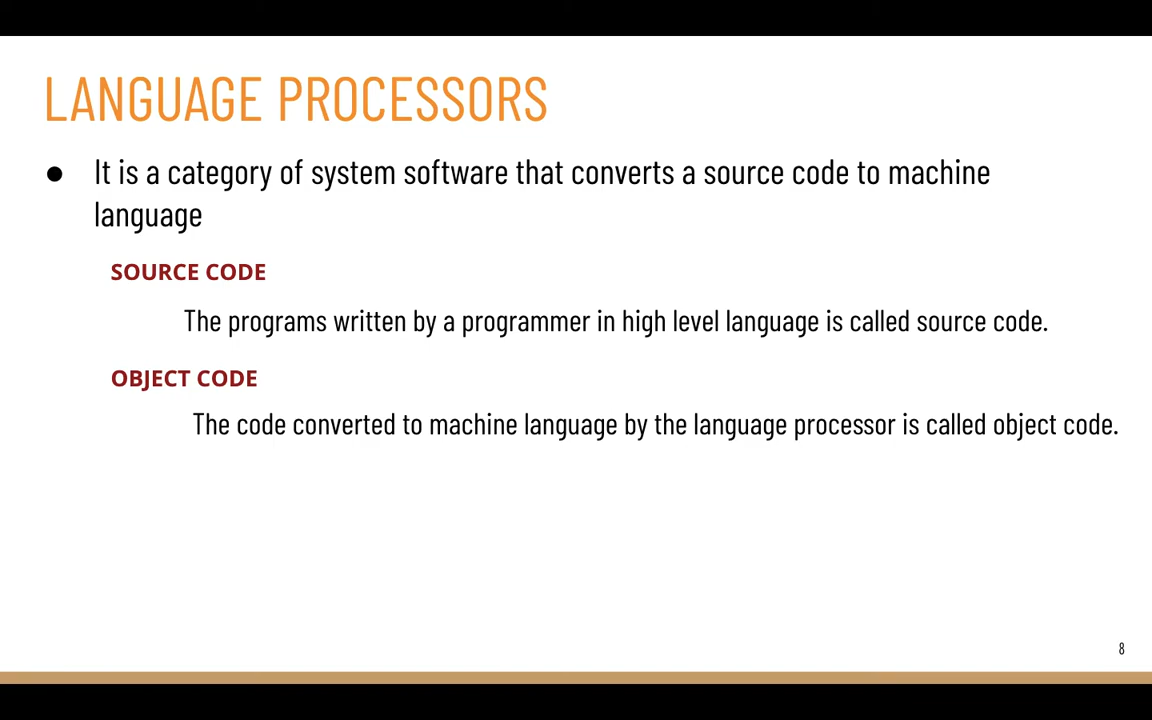 LANGUAGE PROCESSORS
● It is a category of system software that converts a source code to machine
language
SOURCE CODE
The programs written by a programmer in high level language is called source code.
OBJECT CODE
The code converted to machine language by the language processor is called object code.
8